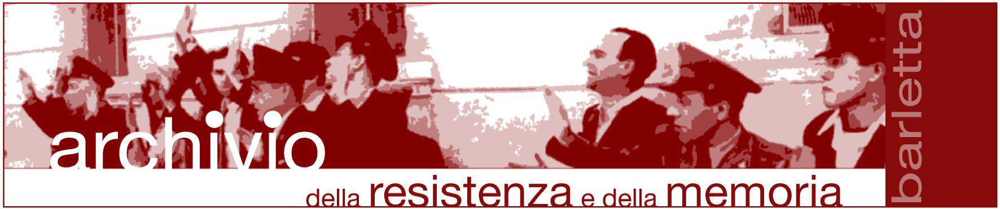 archivio
della resistenza e della memoria
barletta